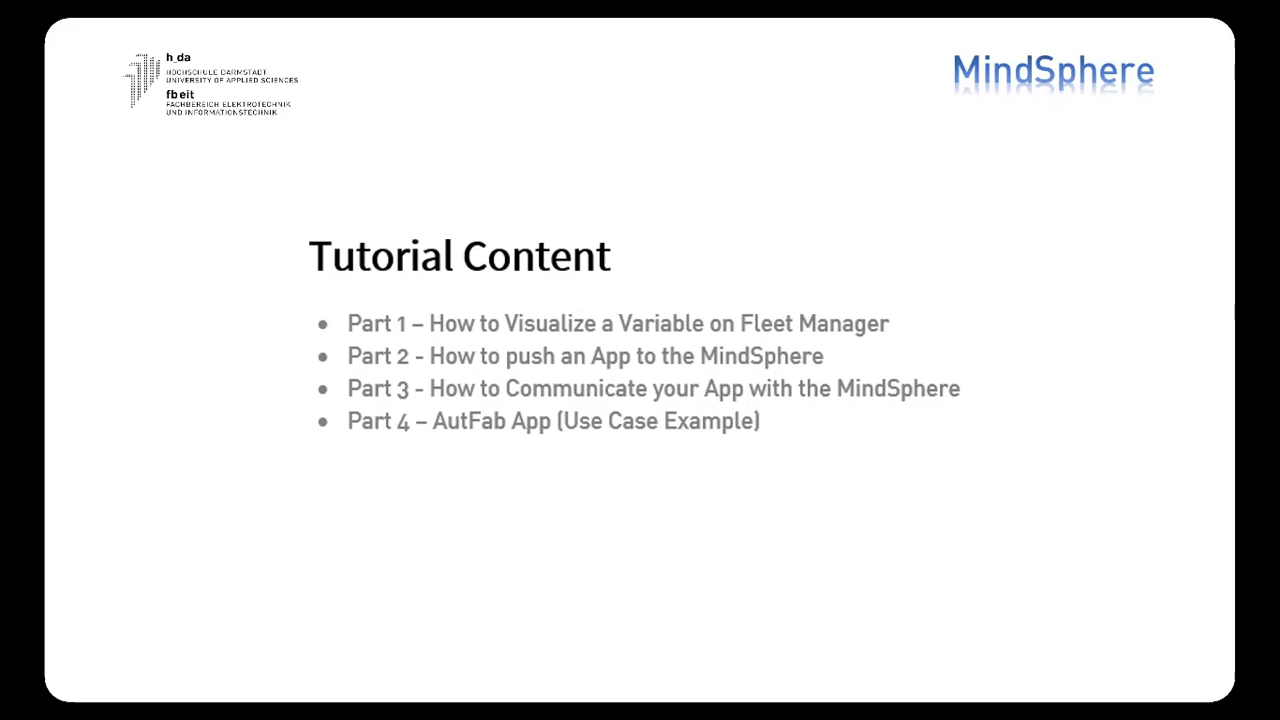 h_da
HOCHSCHULE DARMSTADT
UNIVERSITY OF APPLIED SCIENCES
fbeit
FACHBEREICH ELEKTROTECHNIK
UND INFORMATIONSTECHNIK
MindSphere
Tutorial Content
• Part 1 – How to Visualize a Variable on Fleet Manager
• Part 2 - How to push an App to the MindSphere
• Part 3 - How to Communicate your App with the MindSphere
• Part 4 – AutFab App (Use Case Example)